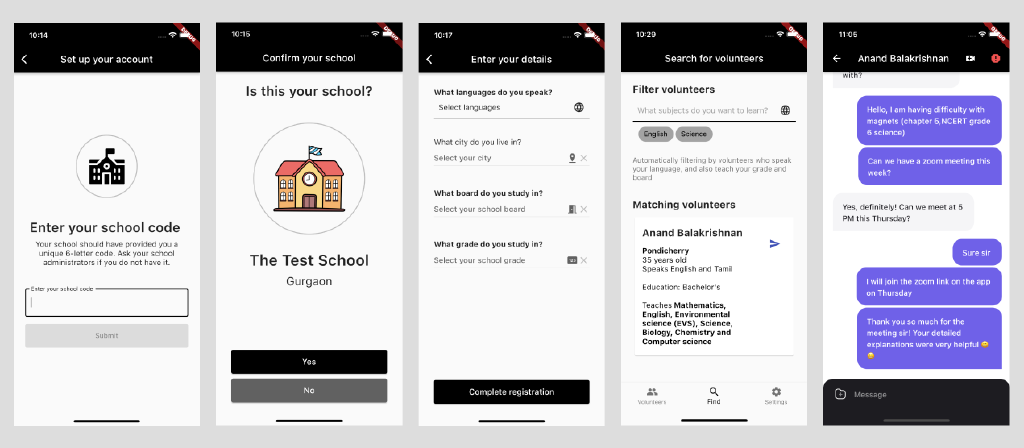 10:14
Set up your account
Enter your school code
Your school should have provided you a
unique 6-letter code. Ask your school
administrators if you do not have it.
Enter your school code
Submit
10:15
Confirm your school
Is this your school?
The Test School
Gurgaon
Yes
No
10:17
Enter your details
What languages do you speak?
Select languages
What city do you live in?
Select your city
What board do you study in?
Select your school board
What grade do you study in?
Select your school grade
Complete registration
10:29
Search for volunteers
Filter volunteers
What subjects do you want to learn?
English
Science
Automatically filtering by volunteers who speak
your language, and also teach your grade and
board
Matching volunteers
Anand Balakrishnan
Pondicherry
35 years old
Speaks English and Tamil
Education: Bachelor's
Teaches Mathematics,
English, Environmental
science (EVS), Science,
Biology, Chemistry and
Computer science
Volunteers
Find
Settings
11:05
Anand Balakrishnan
with?
Hello, I am having difficulty with
magnets (chapter 5, NCERT grade
6 science)
Can we have a zoom meeting this
week?
Yes, definitely! Can we meet at 5
PM this Thursday?
Sure sir
I will join the zoom link on the app
on Thursday
Thank you so much for the
meeting sir! Your detailed
explanations were very helpful 😄
😄
Message